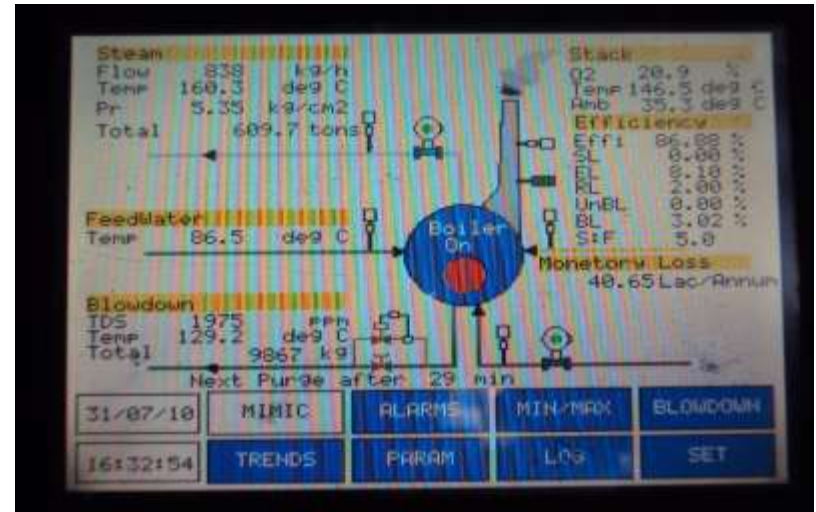 Steam
Flow 838 kg/h
Temp 160.3 deg C
Pr 5.35 kg/cm2
Total 609.7 tons
Stack
O2 20.9 %
Temp 146.5 deg C
Amb 35.3 deg C
Efficiency
Effi 86.88 %
SL 0.00 %
EL 8.10 %
RL 2.00 %
UnBL 0.00 %
BL 3.02 %
S:F 5.0
FeedWater
Temp 86.5 deg C
Boiler
On
Monetory Loss
40.65 Lac/Annum
Blowdown
TDS 1975 ppm
Temp 129.2 deg C
Total 9867 kg
Next Purge after 29 min
31/07/10 MIMIC ALARMS MIN/MAX BLOWDOWN
16:32:54 TRENDS PARAM LOG SET